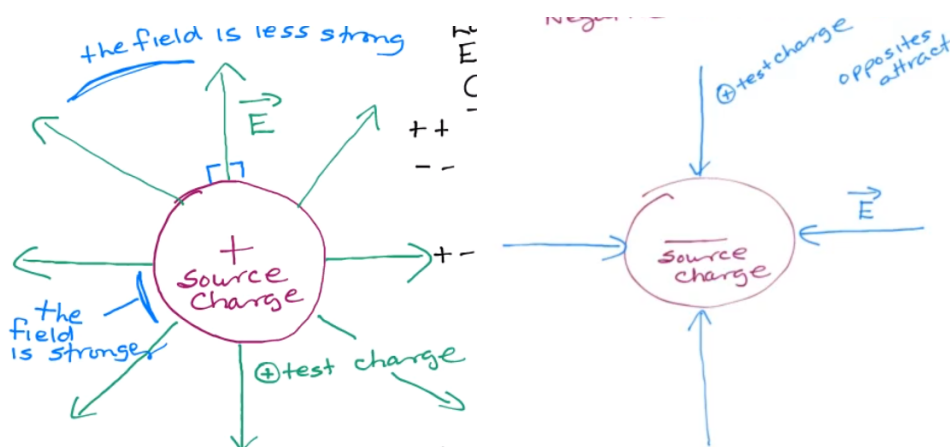 the field is less strong
E
+
source
charge
the
field
is stronger
⊕test charge
E
++
--
+-
⊕test charge
opposites
attract
E
—
source
charge